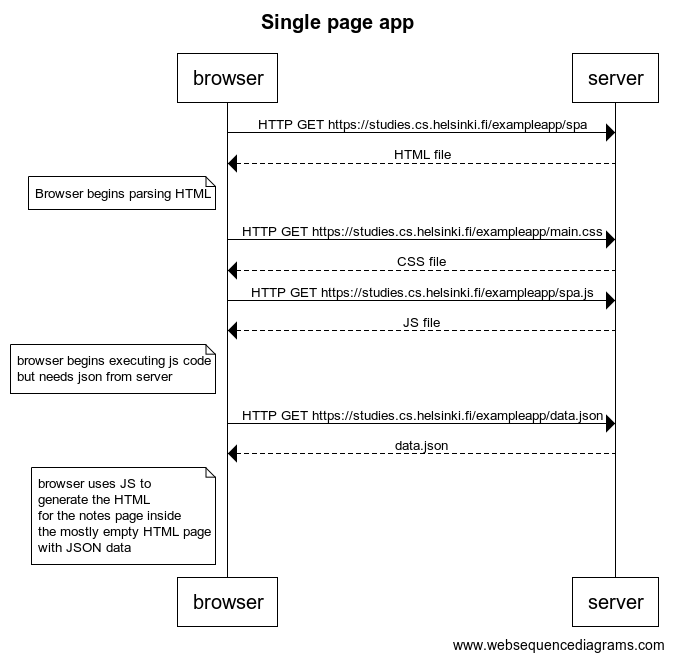 Single page app
browser
server
HTTP GET https://studies.cs.helsinki.fi/exampleapp/spa
HTML file
Browser begins parsing HTML
HTTP GET https://studies.cs.helsinki.fi/exampleapp/main.css
CSS file
HTTP GET https://studies.cs.helsinki.fi/exampleapp/spa.js
JS file
browser begins executing js code
but needs json from server
HTTP GET https://studies.cs.helsinki.fi/exampleapp/data.json
data.json
browser uses JS to
generate the HTML
for the notes page inside
the mostly empty HTML page
with JSON data
browser
server
www.websequencediagrams.com